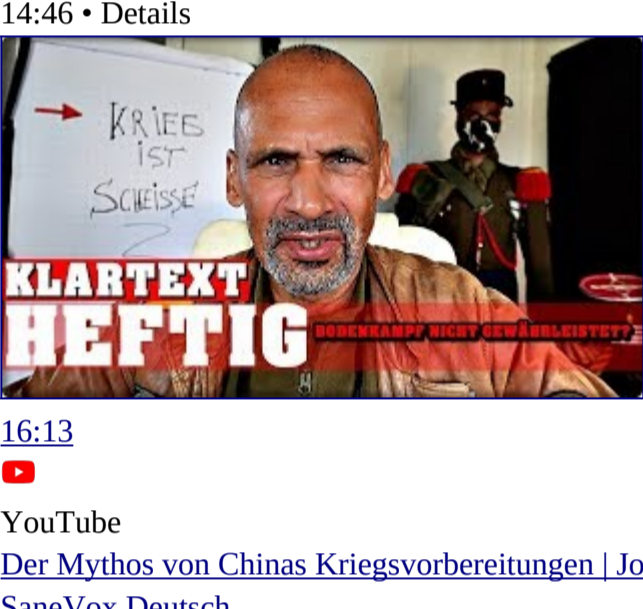 14:46 • Details
KRIEG
IST
SCHEISSE
KLARTEXT
HEFTIG
BODENKAMPF NICHT GEWÄHRLEISTET?
16:13
YouTube
Der Mythos von Chinas Kriegsvorbereitungen | Jo
SaneVox Deutsch